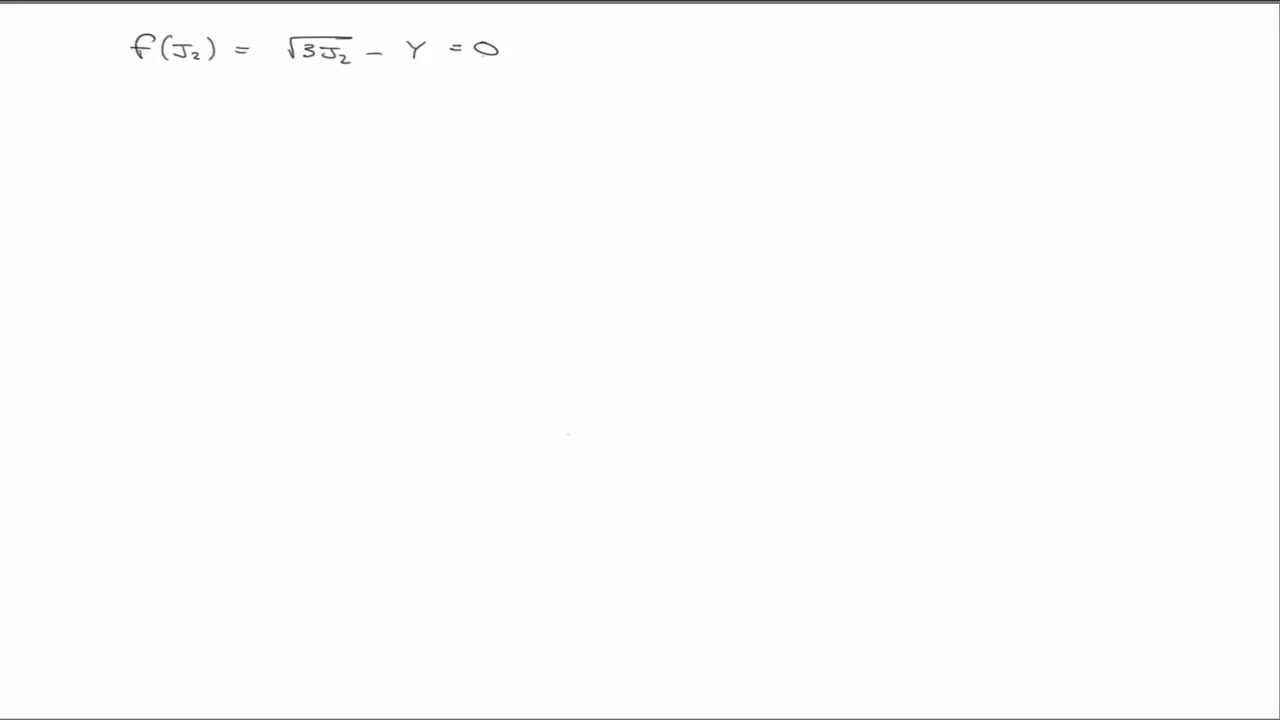 f(J₂) = √3J₂ − Y = 0